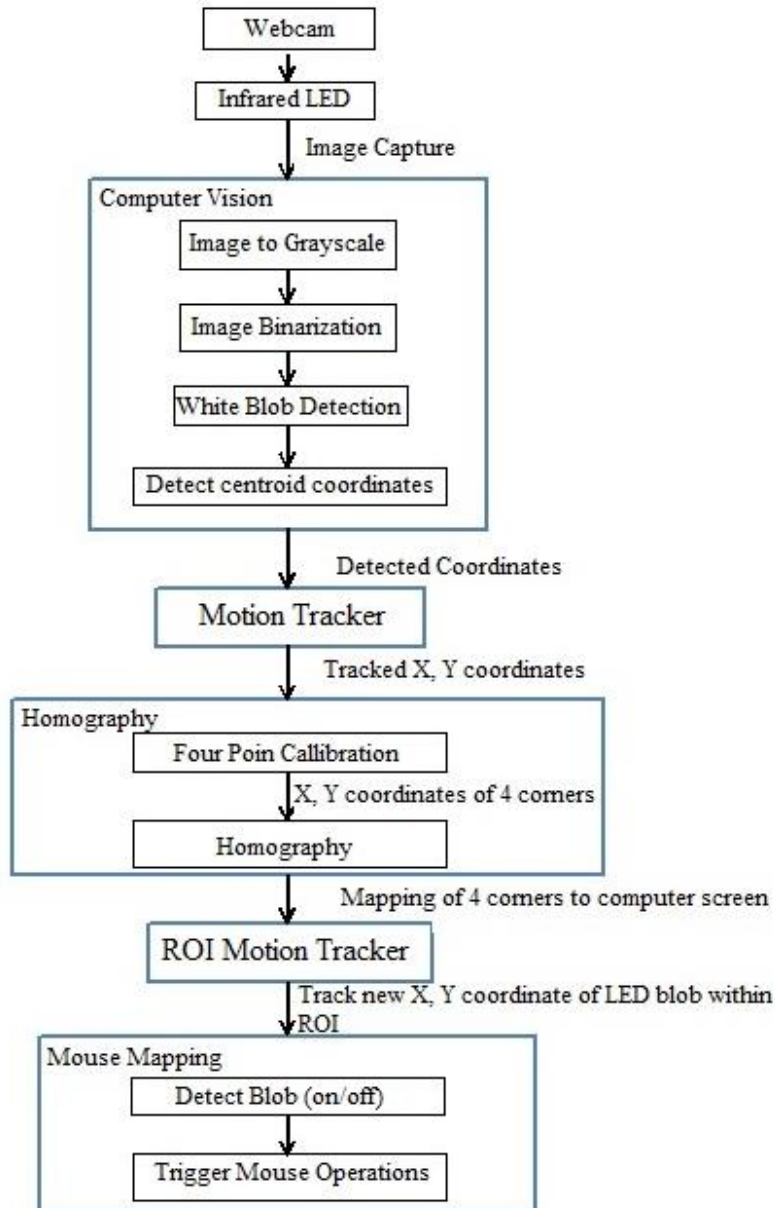 Webcam
Infrared LED
Image Capture
Computer Vision
Image to Grayscale
Image Binarization
White Blob Detection
Detect centroid coordinates
Detected Coordinates
Motion Tracker
Tracked X, Y coordinates
Homography
Four Poin Callibration
X, Y coordinates of 4 corners
Homography
Mapping of 4 corners to computer screen
ROI Motion Tracker
Track new X, Y coordinate of LED blob within
ROI
Mouse Mapping
Detect Blob (on/off)
Trigger Mouse Operations